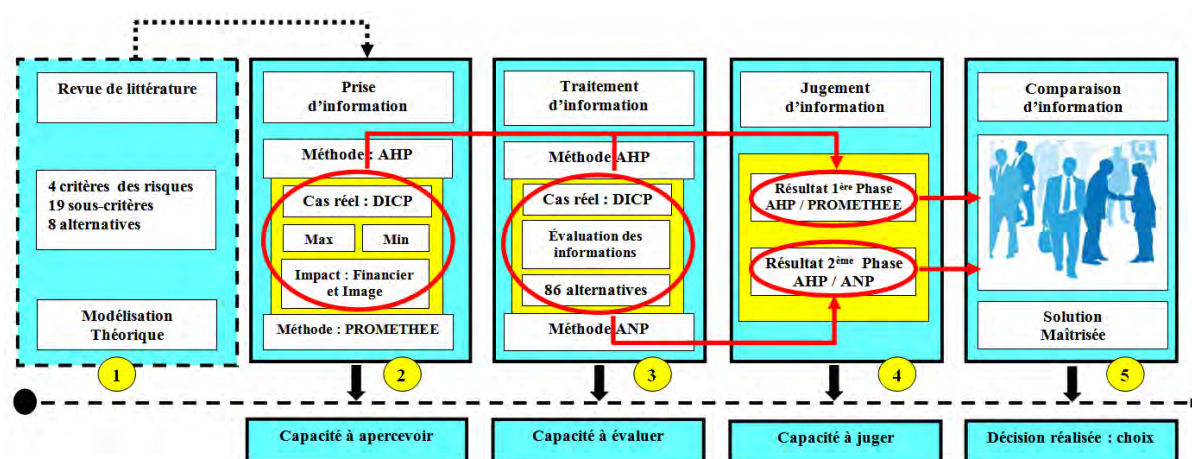 Revue de littérature
4 critères des risques
19 sous-critères
8 alternatives
Modélisation
Théorique
1
Prise
d'information
Méthode : AHP
Cas réel : DICP
Max
Min
Impact : Financier
et Image
Méthode : PROMETHEE
2
Traitement
d'information
Méthode AHP
Cas réel : DICP
Évaluation des
informations
86 alternatives
Méthode ANP
3
Jugement
d'information
Résultat 1ère Phase
AHP / PROMETHEE
Résultat 2ème Phase
AHP / ANP
4
Comparaison
d'information
Solution
Maîtrisée
5
Capacité à apercevoir
Capacité à évaluer
Capacité à juger
Décision réalisée : choix